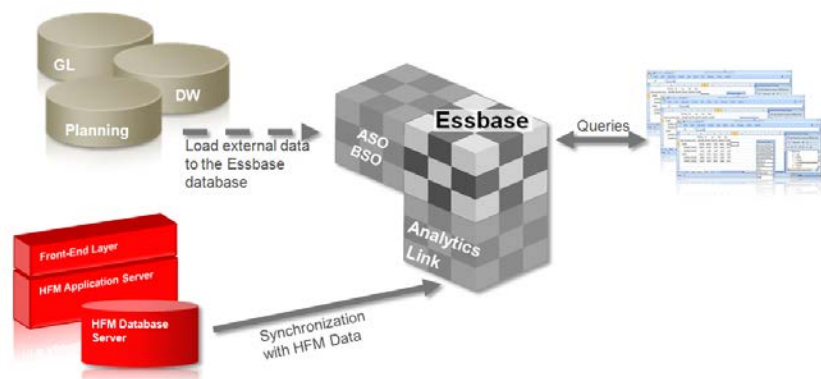 GL
DW
Planning
Load external data
to the Essbase
database
ASO
BSO
Essbase
Queries
Analytics
Link
Front-End Layer
HFM Application Server
HFM Database
Server
Synchronization
with HFM Data